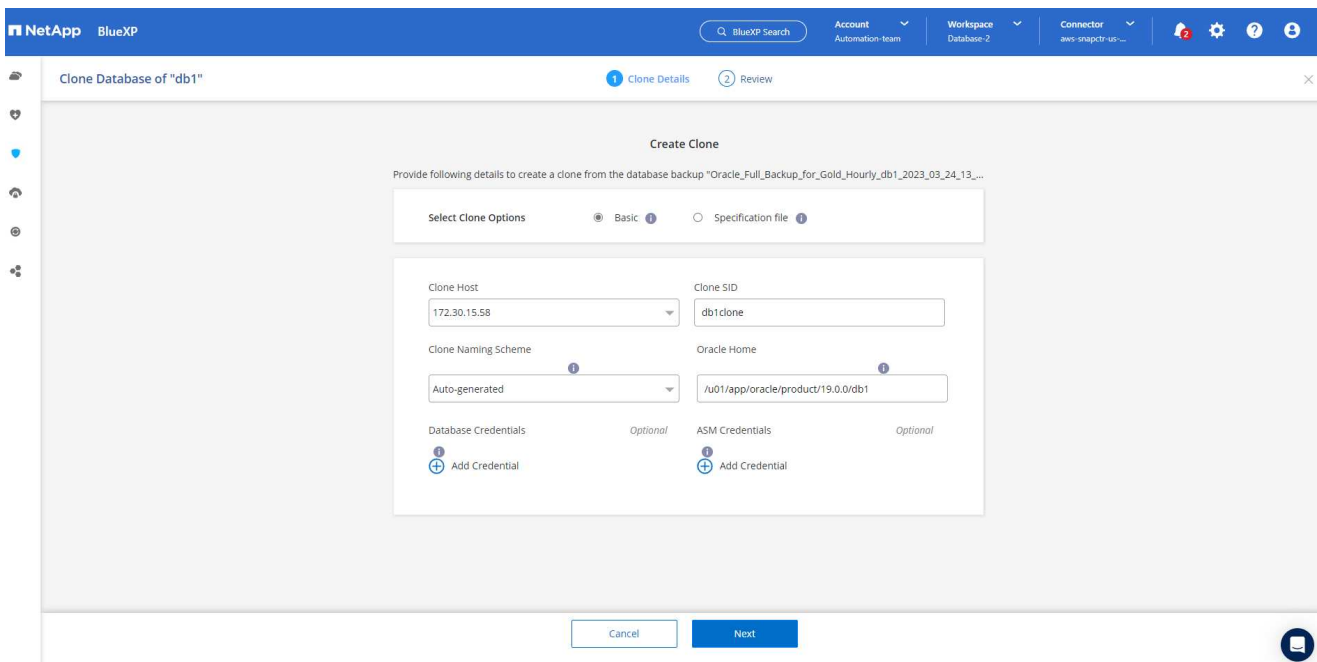 NetApp BlueXP
BlueXP Search
Account
Automation-team
Workspace
Database-2
Connector
aws-snapctr-us-...
2
Clone Database of "db1"
1 Clone Details
2 Review
Create Clone
Provide following details to create a clone from the database backup "Oracle_Full_Backup_for_Gold_Hourly_db1_2023_03_24_13_...
Select Clone Options
Basic
Specification file
Clone Host
Clone SID
172.30.15.58
db1clone
Clone Naming Scheme
Oracle Home
Auto-generated
/u01/app/oracle/product/19.0.0/db1
Database Credentials Optional
ASM Credentials Optional
Add Credential
Add Credential
Cancel
Next